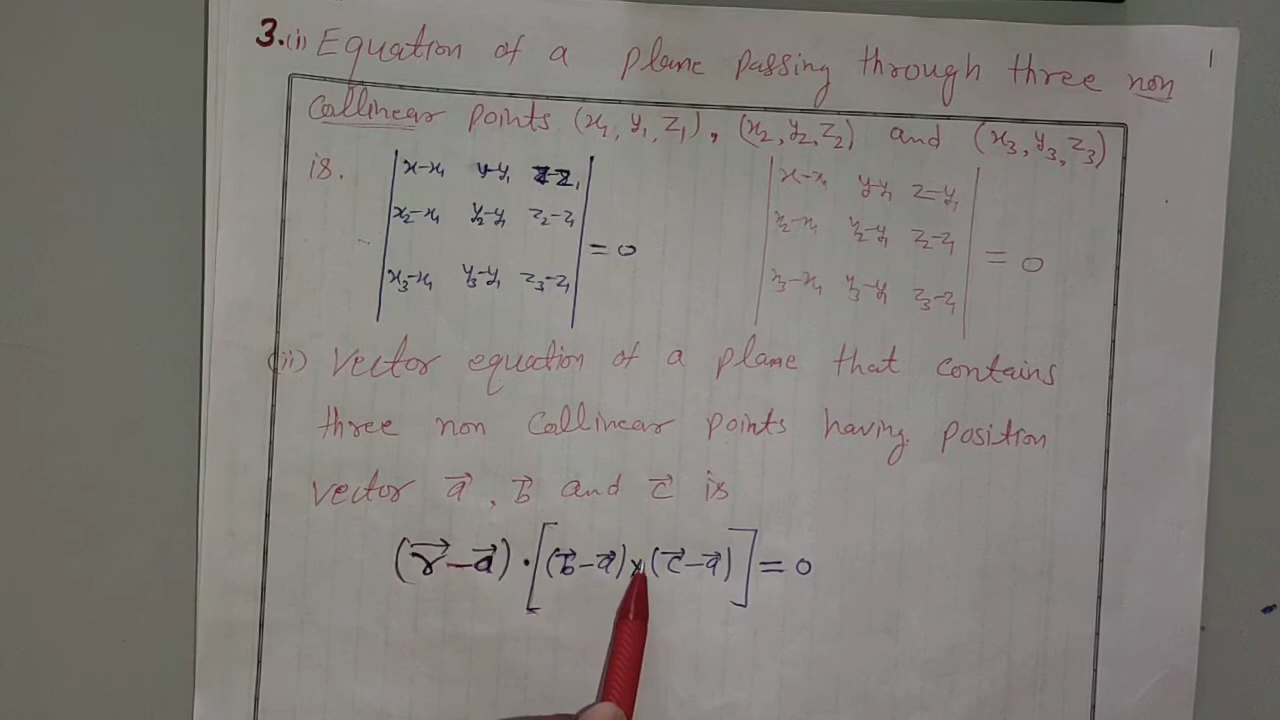 3.(i) Equation of a plane passing through three non
Collinear points (x₁, y₁, z₁), (x₂, y₂, z₂) and (x₃, y₃, z₃)
is. | x-x₁ y-y₁ z-z₁ | | x-x₁ y-y₁ z-y₁ |
| x₂-x₁ y₂-y₁ z₂-z₁ | = 0 | x₂-x₁ y₂-y₁ z₂-z₁ | = 0
| x₃-x₁ y₃-y₁ z₃-z₁ | | x₃-x₁ y₃-y₁ z₃-z₁ |
(ii) Vector equation of a plane that contains
three non Collinear points having position
vector a⃗, b⃗ and c⃗ is
(r⃗-a⃗)·[(b⃗-a⃗)×(c⃗-a⃗)] = 0
1